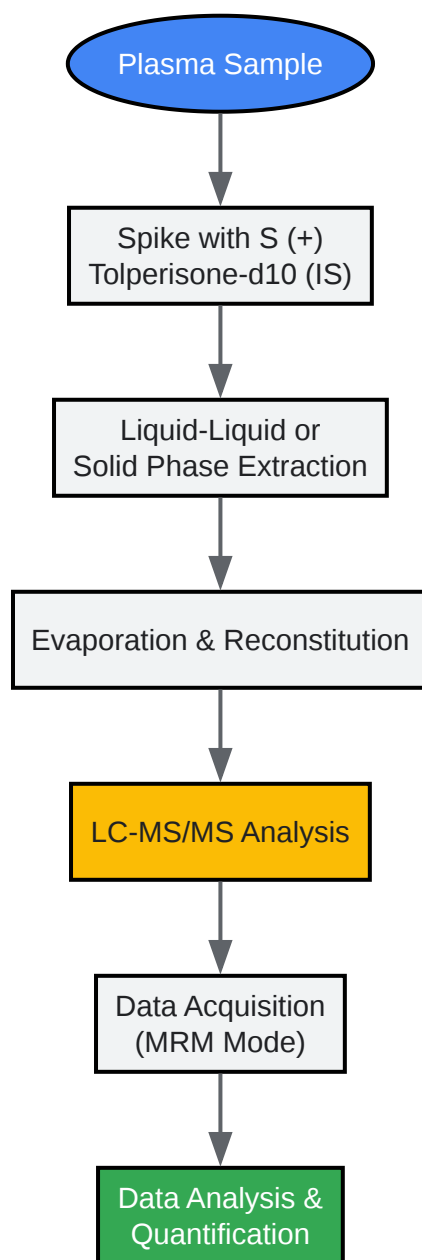 Plasma Sample
Spike with S (+)
Tolperisone-d10 (IS)
Liquid-Liquid or
Solid Phase Extraction
Evaporation & Reconstitution
LC-MS/MS Analysis
Data Acquisition
(MRM Mode)
Data Analysis &
Quantification